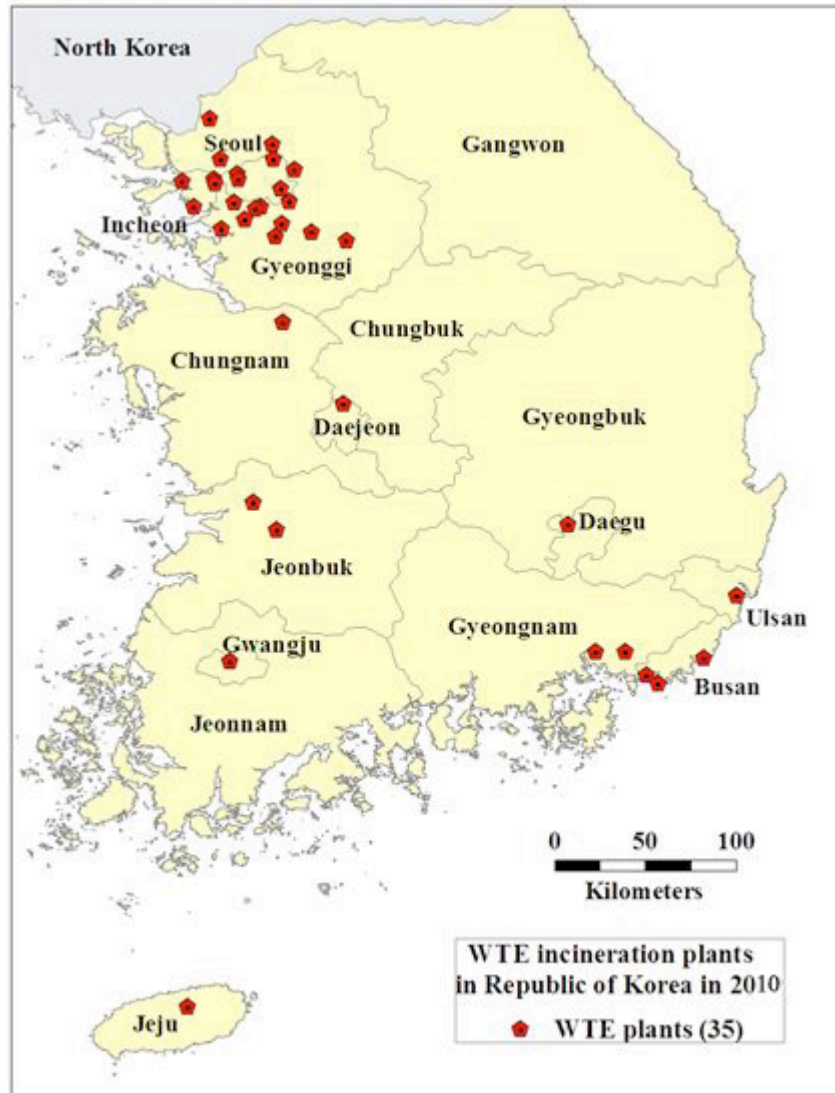 North Korea
Seoul
Gangwon
Incheon
Gyeonggi
Chungbuk
Chungnam
Gyeongbuk
Daejeon
Daegu
Jeonbuk
Ulsan
Gyeongnam
Gwangju
Busan
Jeonnam
0 50 100
Kilometers
WTE incineration plants
in Republic of Korea in 2010
WTE plants (35)
Jeju